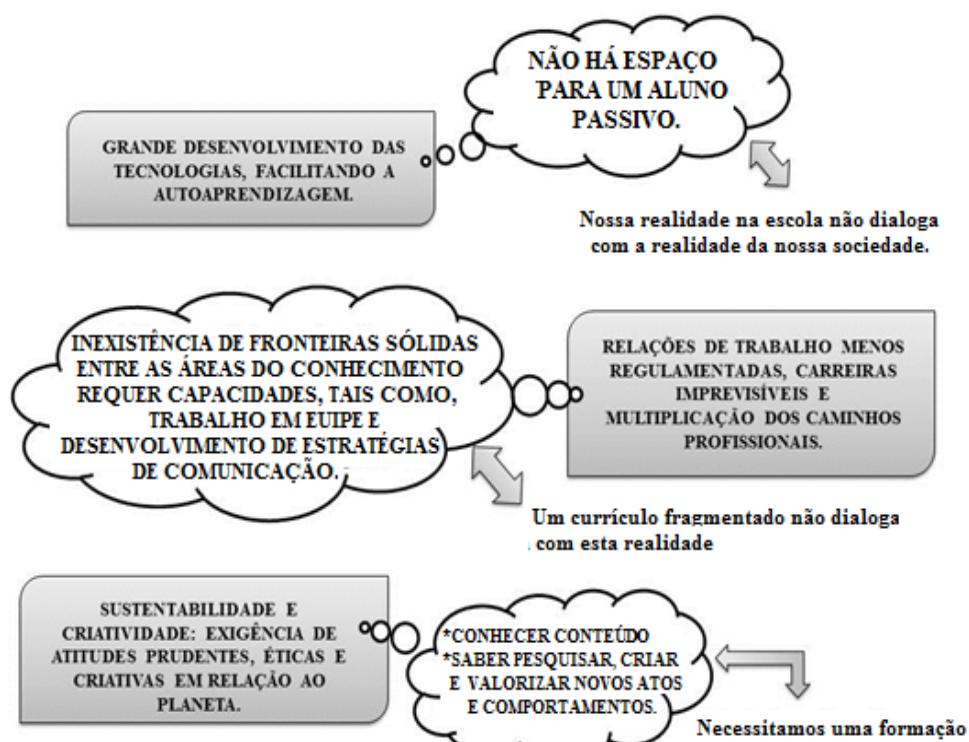 NÃO HÁ ESPAÇO
PARA UM ALUNO
PASSIVO.
GRANDE DESENVOLVIMENTO DAS
TECNOLOGIAS, FACILITANDO A
AUTOAPRENDIZAGEM.
Nossa realidade na escola não dialoga
com a realidade da nossa sociedade.
INEXISTÊNCIA DE FRONTEIRAS SÓLIDAS
ENTRE AS ÁREAS DO CONHECIMENTO
REQUER CAPACIDADES, TAIS COMO,
TRABALHO EM EUIPE E
DESENVOLVIMENTO DE ESTRATÉGIAS
DE COMUNICAÇÃO.
RELAÇÕES DE TRABALHO MENOS
REGULAMENTADAS, CARREIRAS
IMPREVISÍVEIS E
MULTIPLICAÇÃO DOS CAMINHOS
PROFISSIONAIS.
Um currículo fragmentado não dialoga
com esta realidade
SUSTENTABILIDADE E
CRIATIVIDADE: EXIGÊNCIA DE
ATITUDES PRUDENTES, ÉTICAS E
CRIATIVAS EM RELAÇÃO AO
PLANETA.
*CONHECER CONTEÚDO
*SABER PESQUISAR, CRIAR
E VALORIZAR NOVOS ATOS
E COMPORTAMENTOS.
Necessitamos uma formação